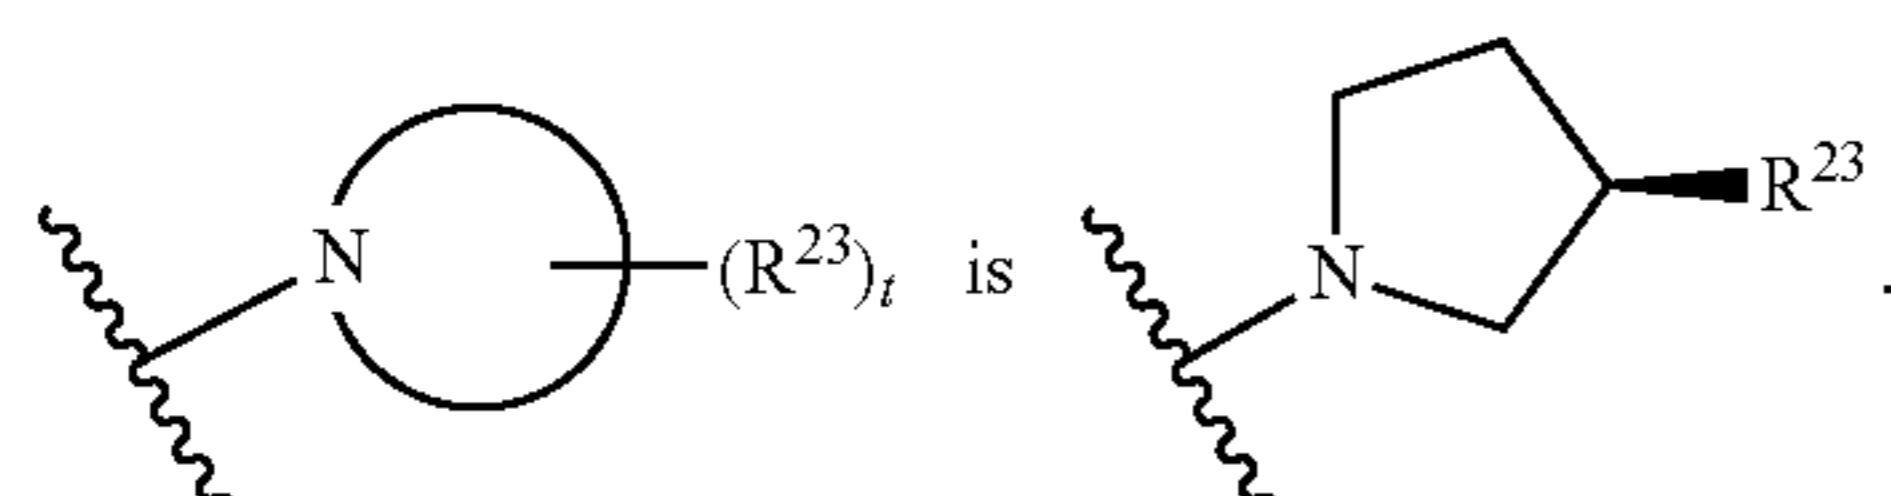 N (R²³)ₜ is N R²³ .